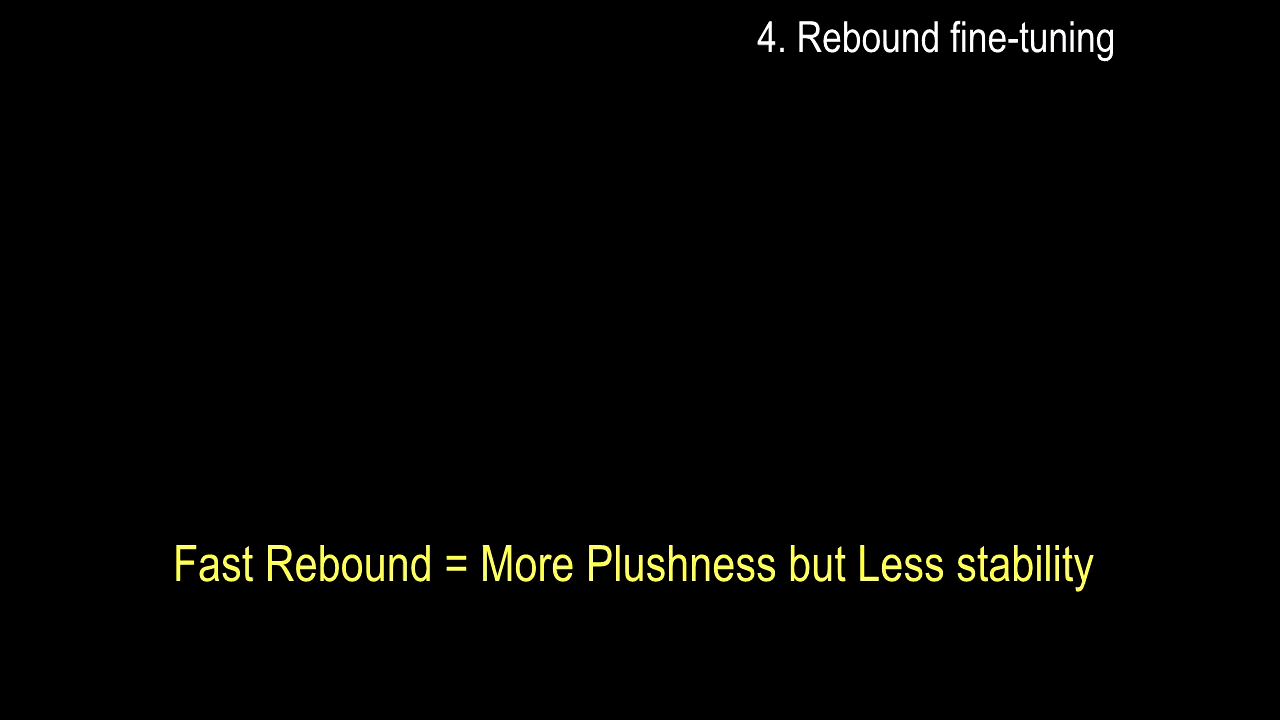 4. Rebound fine-tuning
Fast Rebound = More Plushness but Less stability